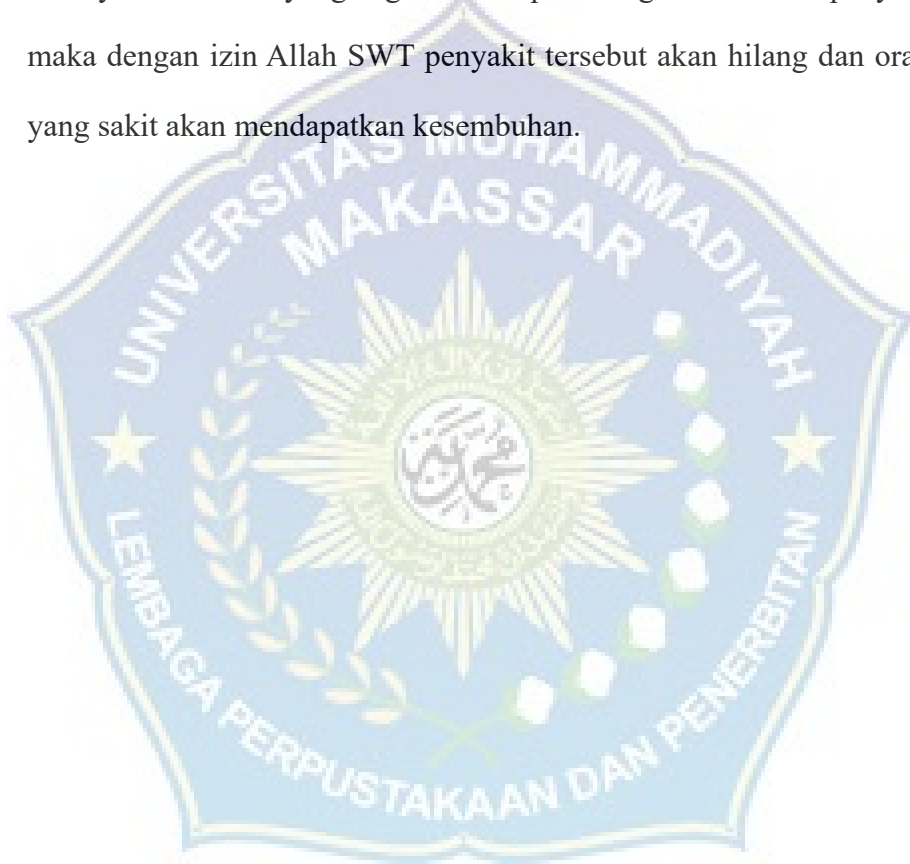 maka dengan izin Allah SWT penyakit tersebut akan hilang dan ora
yang sakit akan mendapatkan kesembuhan.
UNIVERSITAS MUHAMMADIYAH
MAKASSAR
LEMBAGA PERPUSTAKAAN DAN PENERBITAN